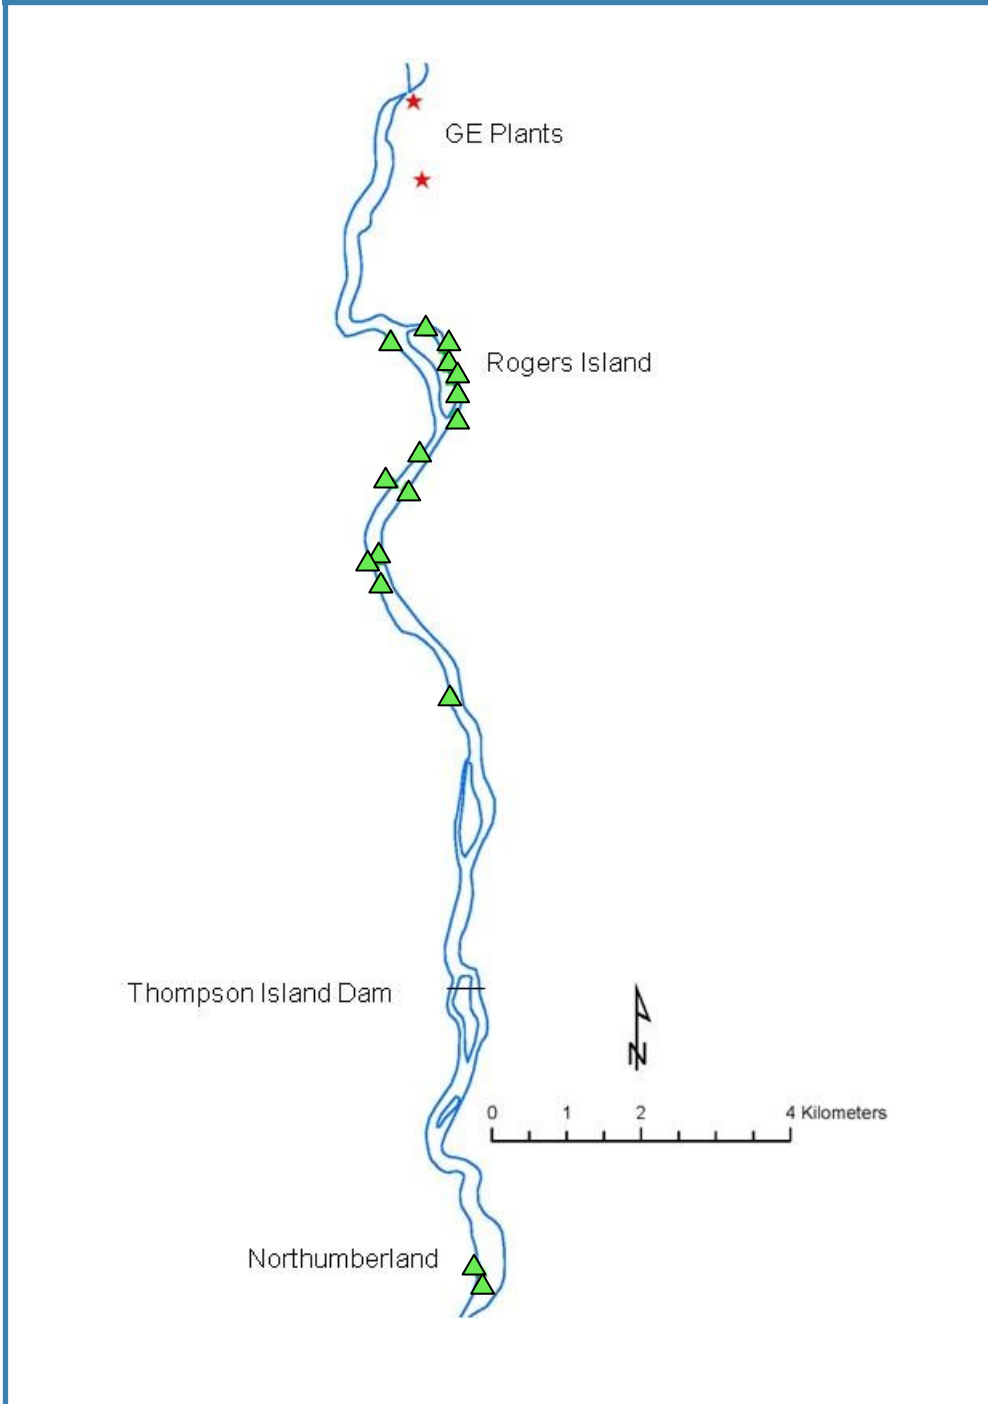 GE Plants
Rogers Island
Thompson Island Dam
N
0 1 2 4 Kilometers
Northumberland